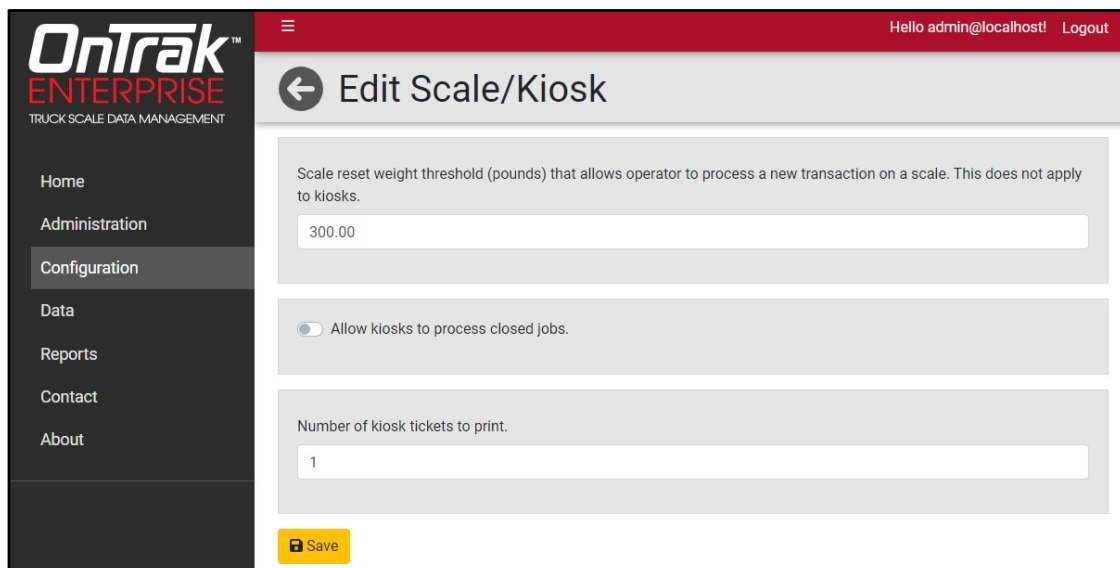 OnTrak™
ENTERPRISE
TRUCK SCALE DATA MANAGEMENT
Home
Administration
Configuration
Data
Reports
Contact
About
Hello admin@localhost! Logout
Edit Scale/Kiosk
Scale reset weight threshold (pounds) that allows operator to process a new transaction on a scale. This does not apply
to kiosks.
300.00
Allow kiosks to process closed jobs.
Number of kiosk tickets to print.
1
Save